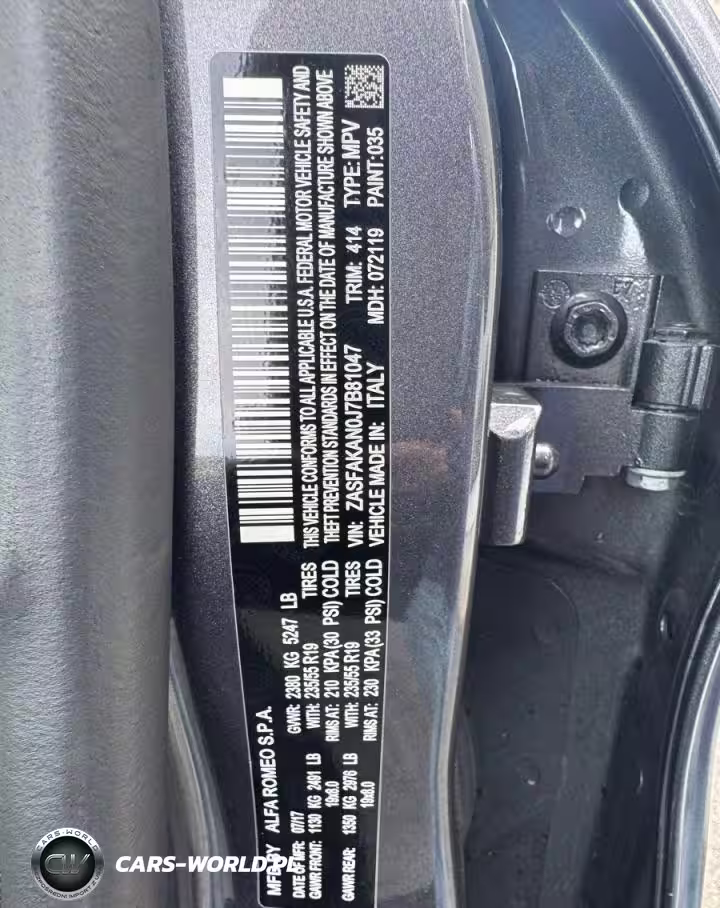 MFD BY ALFA ROMEO S.P.A.
DATE OF MFR: 07/17 GVWR: 2380 KG 5247 LB
GAWR FRONT: 1130 KG 2491 LB WITH: 235/55 R19 TIRES
19x8.0 RIMS AT: 210 KPA(30 PSI) COLD
GAWR REAR: 1350 KG 2976 LB WITH: 235/55 R19 TIRES
19x8.0 RIMS AT: 230 KPA(33 PSI) COLD
THIS VEHICLE CONFORMS TO ALL APPLICABLE U.S.A. FEDERAL MOTOR VEHICLE SAFETY AND
THEFT PREVENTION STANDARDS IN EFFECT ON THE DATE OF MANUFACTURE SHOWN ABOVE
VIN: ZASFAKAN0J7B81047 TRIM: 414 TYPE: MPV
VEHICLE MADE IN: ITALY MDH: 072119 PAINT: 035
CARS-WORLD
CW
CARS-WORLD.PL